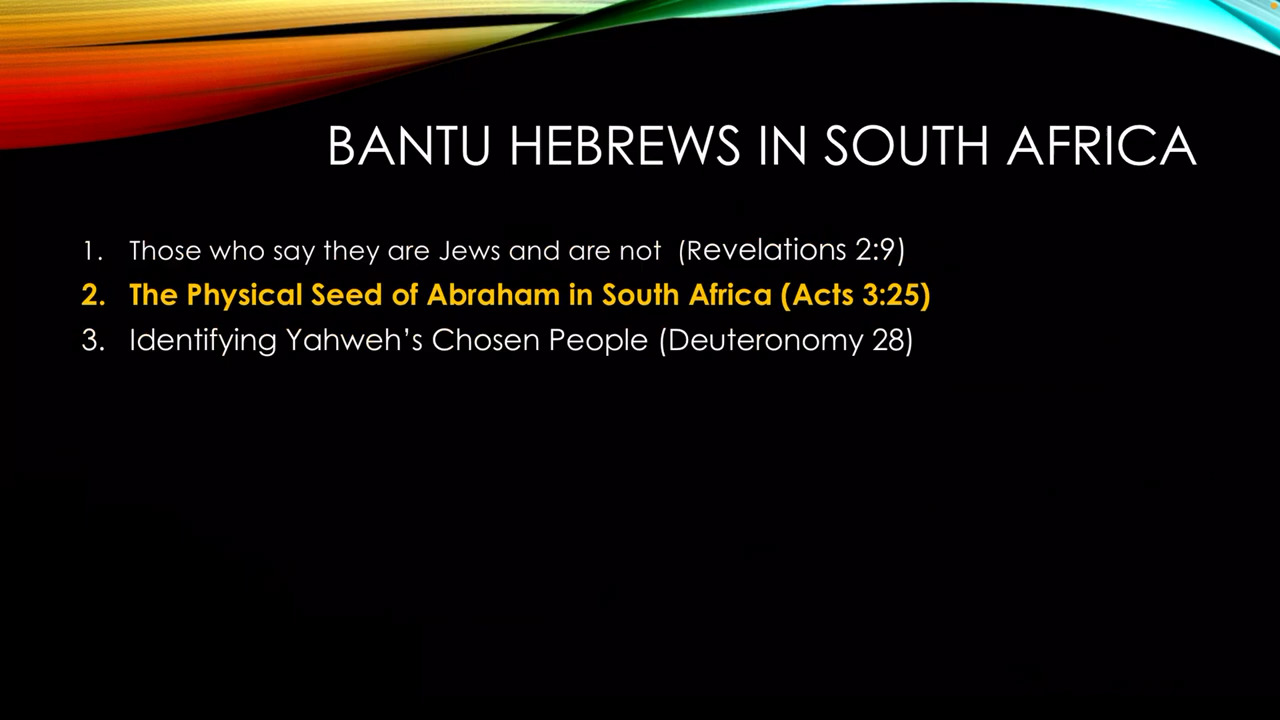 BANTU HEBREWS IN SOUTH AFRICA
1. Those who say they are Jews and are not (Revelations 2:9)
2. The Physical Seed of Abraham in South Africa (Acts 3:25)
3. Identifying Yahweh’s Chosen People (Deuteronomy 28)